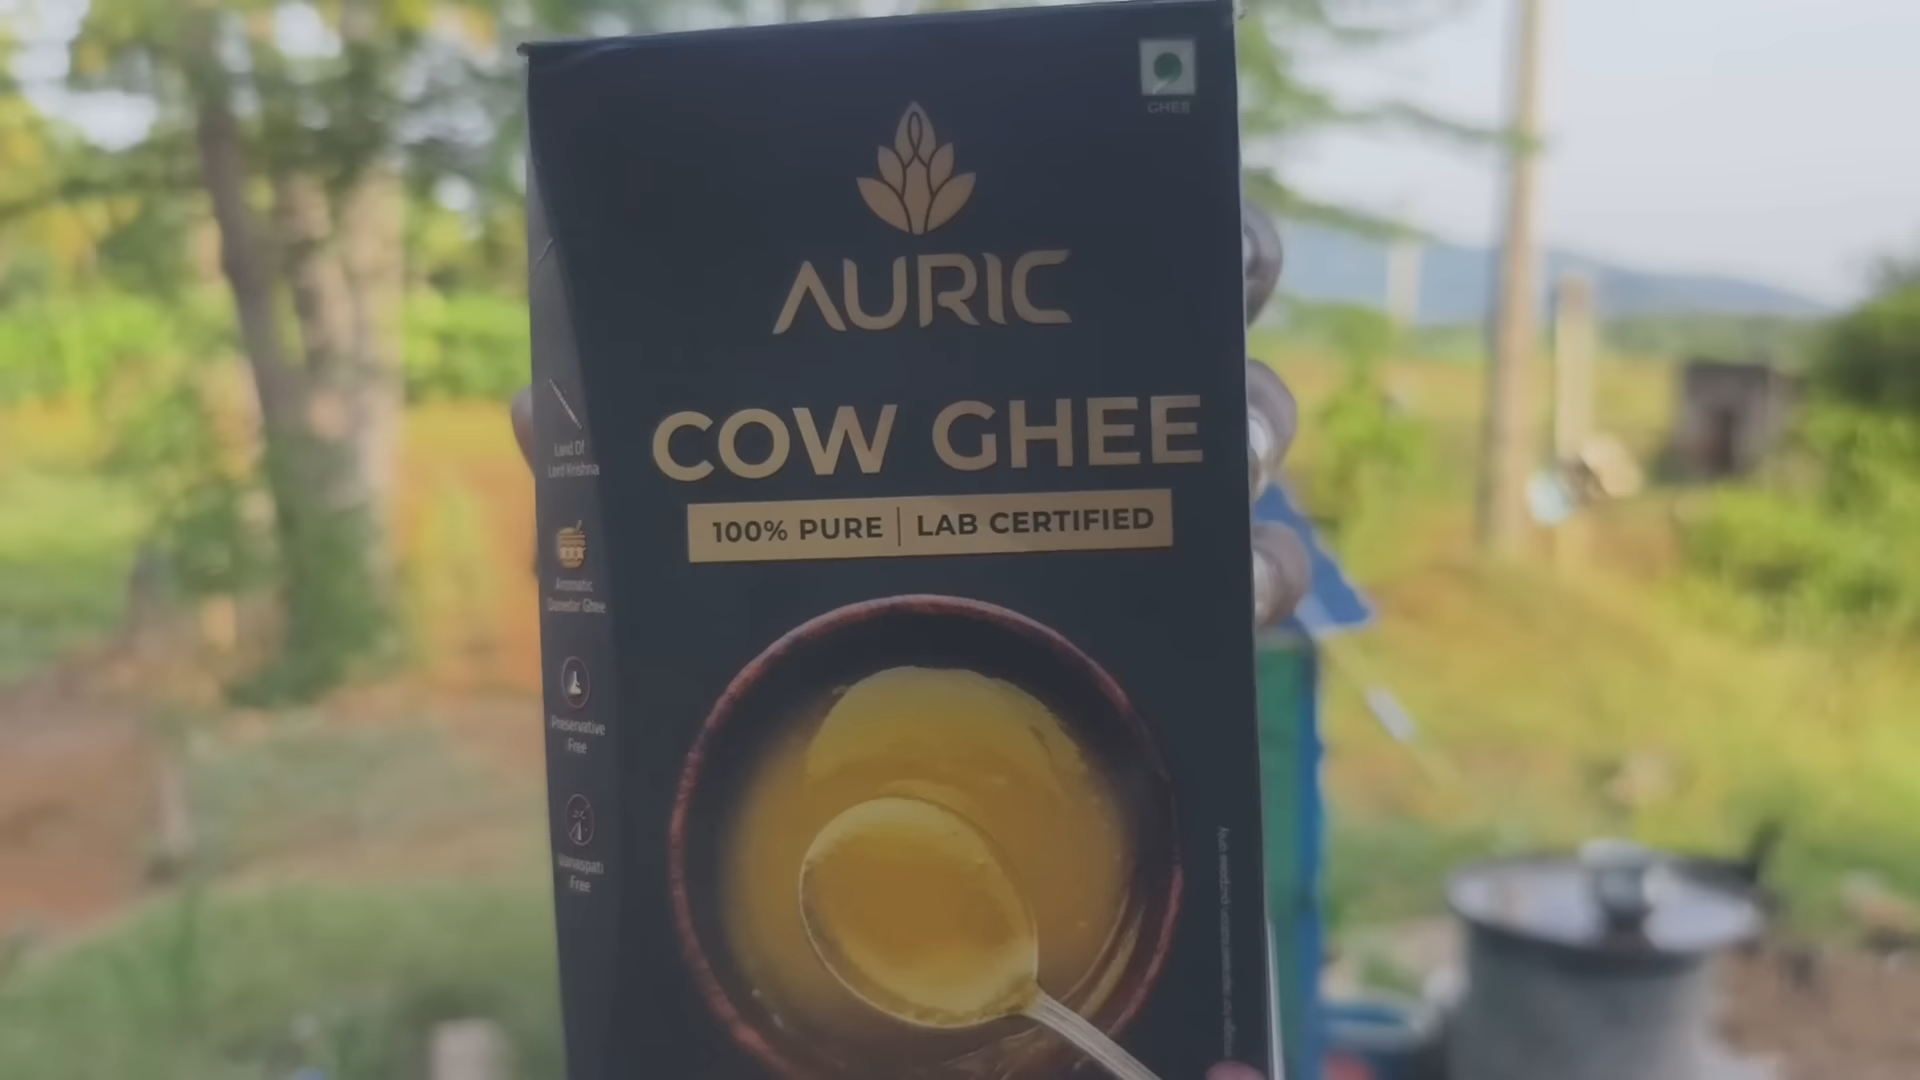 GHEE
AURIC
COW GHEE
100% PURE | LAB CERTIFIED
Land Of
Lord Krishna
Aromatic
Danedar Ghee
Preservative
Free
Vanaspati
Free